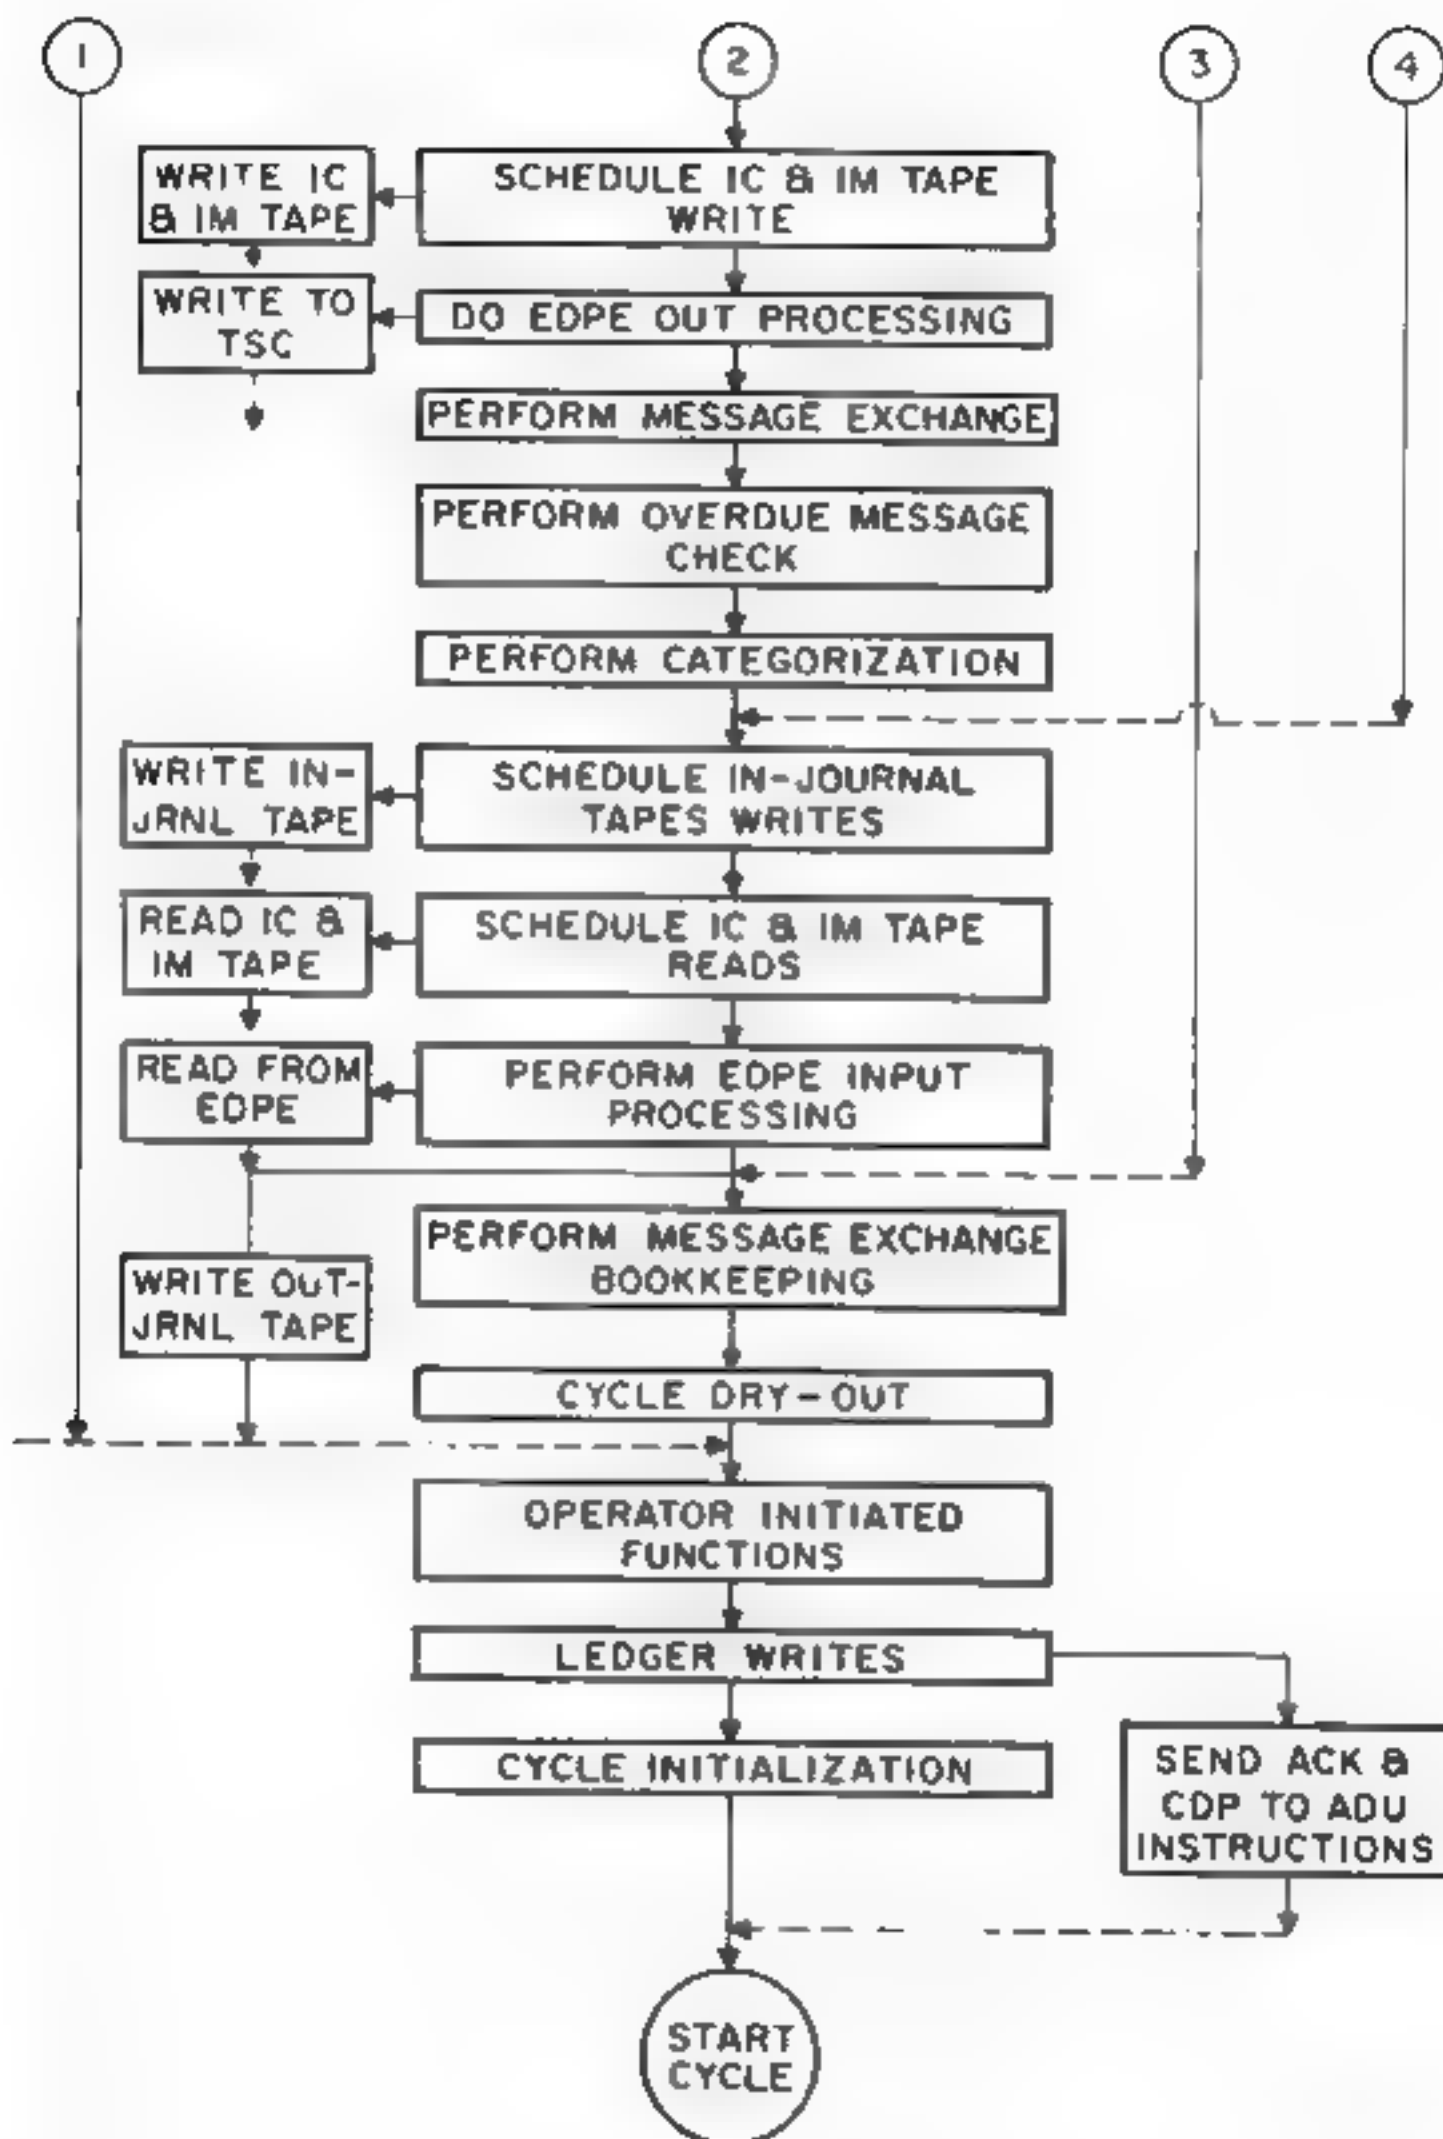 1
2
3
4
WRITE IC
& IM TAPE
SCHEDULE IC & IM TAPE
WRITE
WRITE TO
TSC
DO EDPE OUT PROCESSING
PERFORM MESSAGE EXCHANGE
PERFORM OVERDUE MESSAGE
CHECK
PERFORM CATEGORIZATION
WRITE IN-
JRNL TAPE
SCHEDULE IN-JOURNAL
TAPES WRITES
READ IC &
IM TAPE
SCHEDULE IC & IM TAPE
READS
READ FROM
EDPE
PERFORM EDPE INPUT
PROCESSING
PERFORM MESSAGE EXCHANGE
BOOKKEEPING
WRITE OUT-
JRNL TAPE
CYCLE DRY-OUT
OPERATOR INITIATED
FUNCTIONS
LEDGER WRITES
CYCLE INITIALIZATION
SEND ACK &
CDP TO ADU
INSTRUCTIONS
START
CYCLE